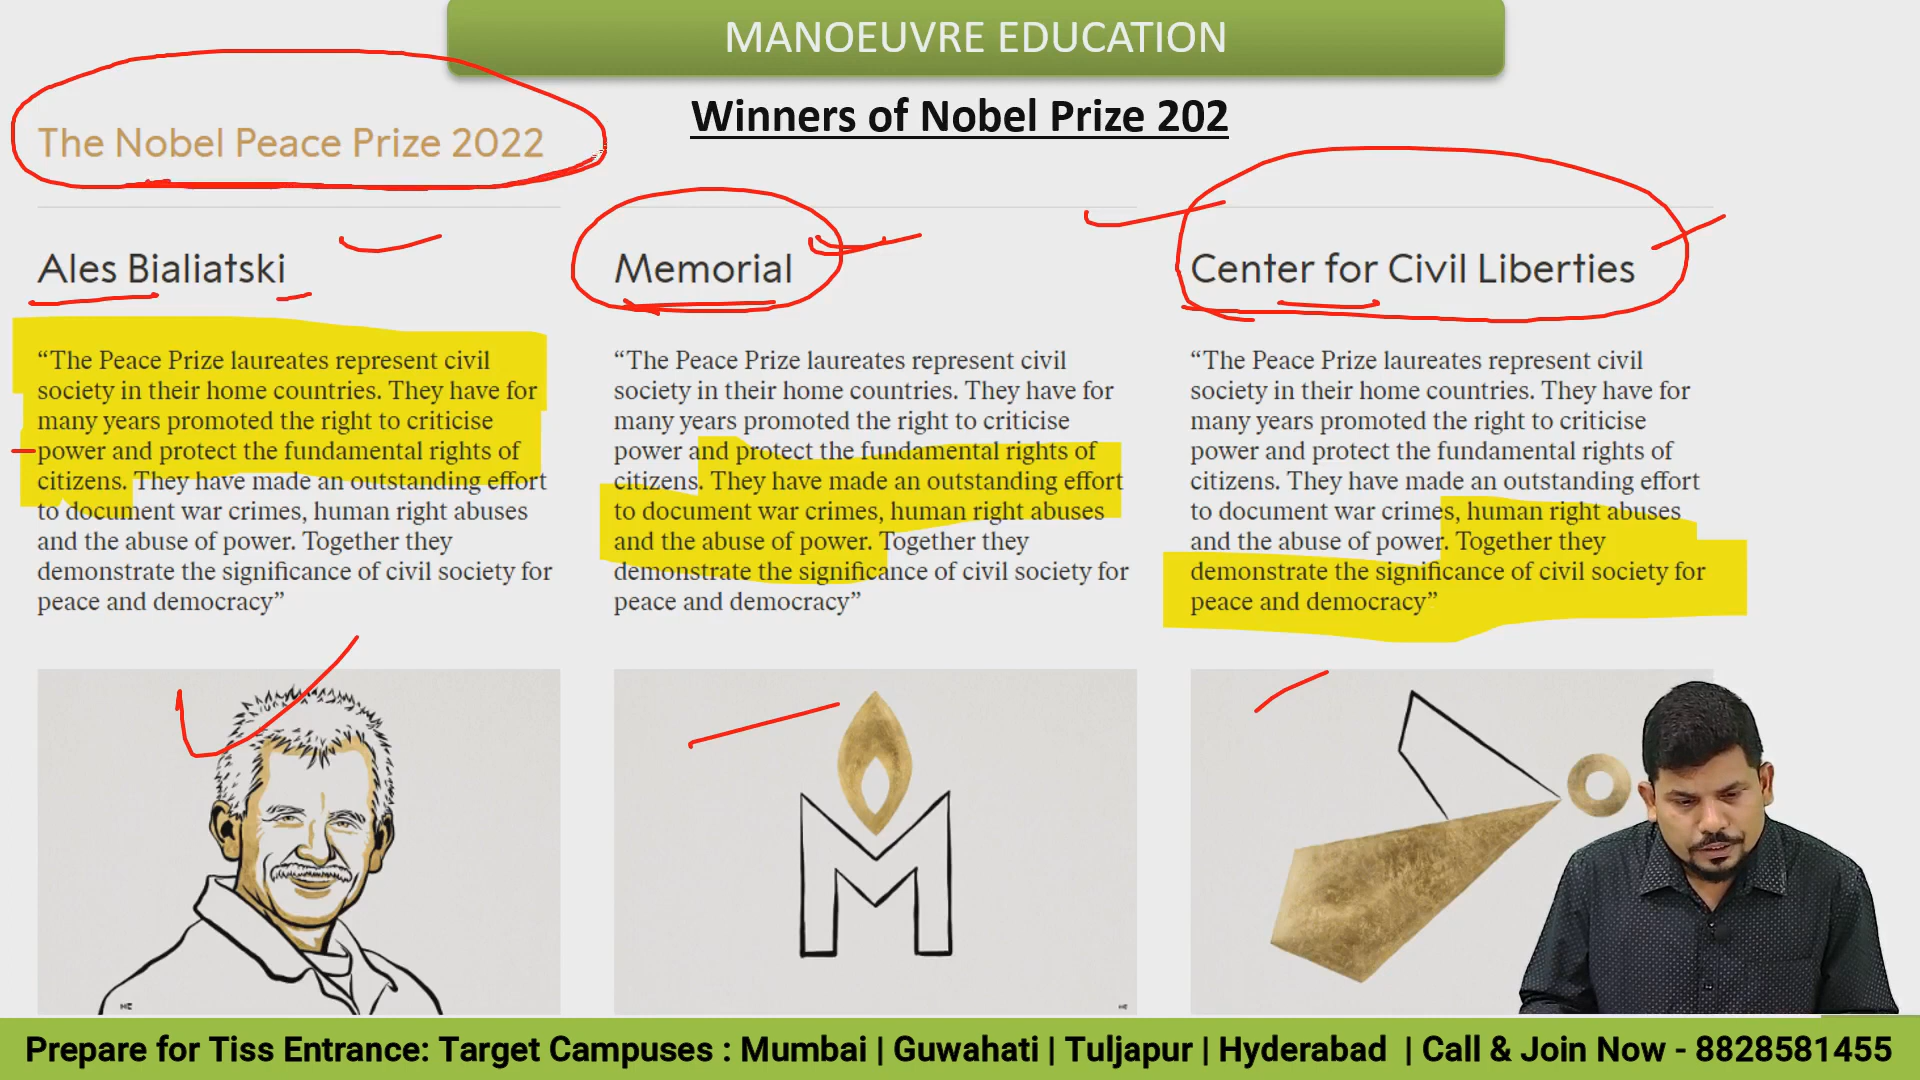 MANOEUVRE EDUCATION
Winners of Nobel Prize 202
The Nobel Peace Prize 2022
Ales Bialiatski
“The Peace Prize laureates represent civil
society in their home countries. They have for
many years promoted the right to criticise
power and protect the fundamental rights of
citizens. They have made an outstanding effort
to document war crimes, human right abuses
and the abuse of power. Together they
demonstrate the significance of civil society for
peace and democracy”
Memorial
“The Peace Prize laureates represent civil
society in their home countries. They have for
many years promoted the right to criticise
power and protect the fundamental rights of
citizens. They have made an outstanding effort
to document war crimes, human right abuses
and the abuse of power. Together they
demonstrate the significance of civil society for
peace and democracy”
Center for Civil Liberties
“The Peace Prize laureates represent civil
society in their home countries. They have for
many years promoted the right to criticise
power and protect the fundamental rights of
citizens. They have made an outstanding effort
to document war crimes, human right abuses
and the abuse of power. Together they
demonstrate the significance of civil society for
peace and democracy”
M
Prepare for Tiss Entrance: Target Campuses : Mumbai | Guwahati | Tuljapur | Hyderabad | Call & Join Now - 8828581455